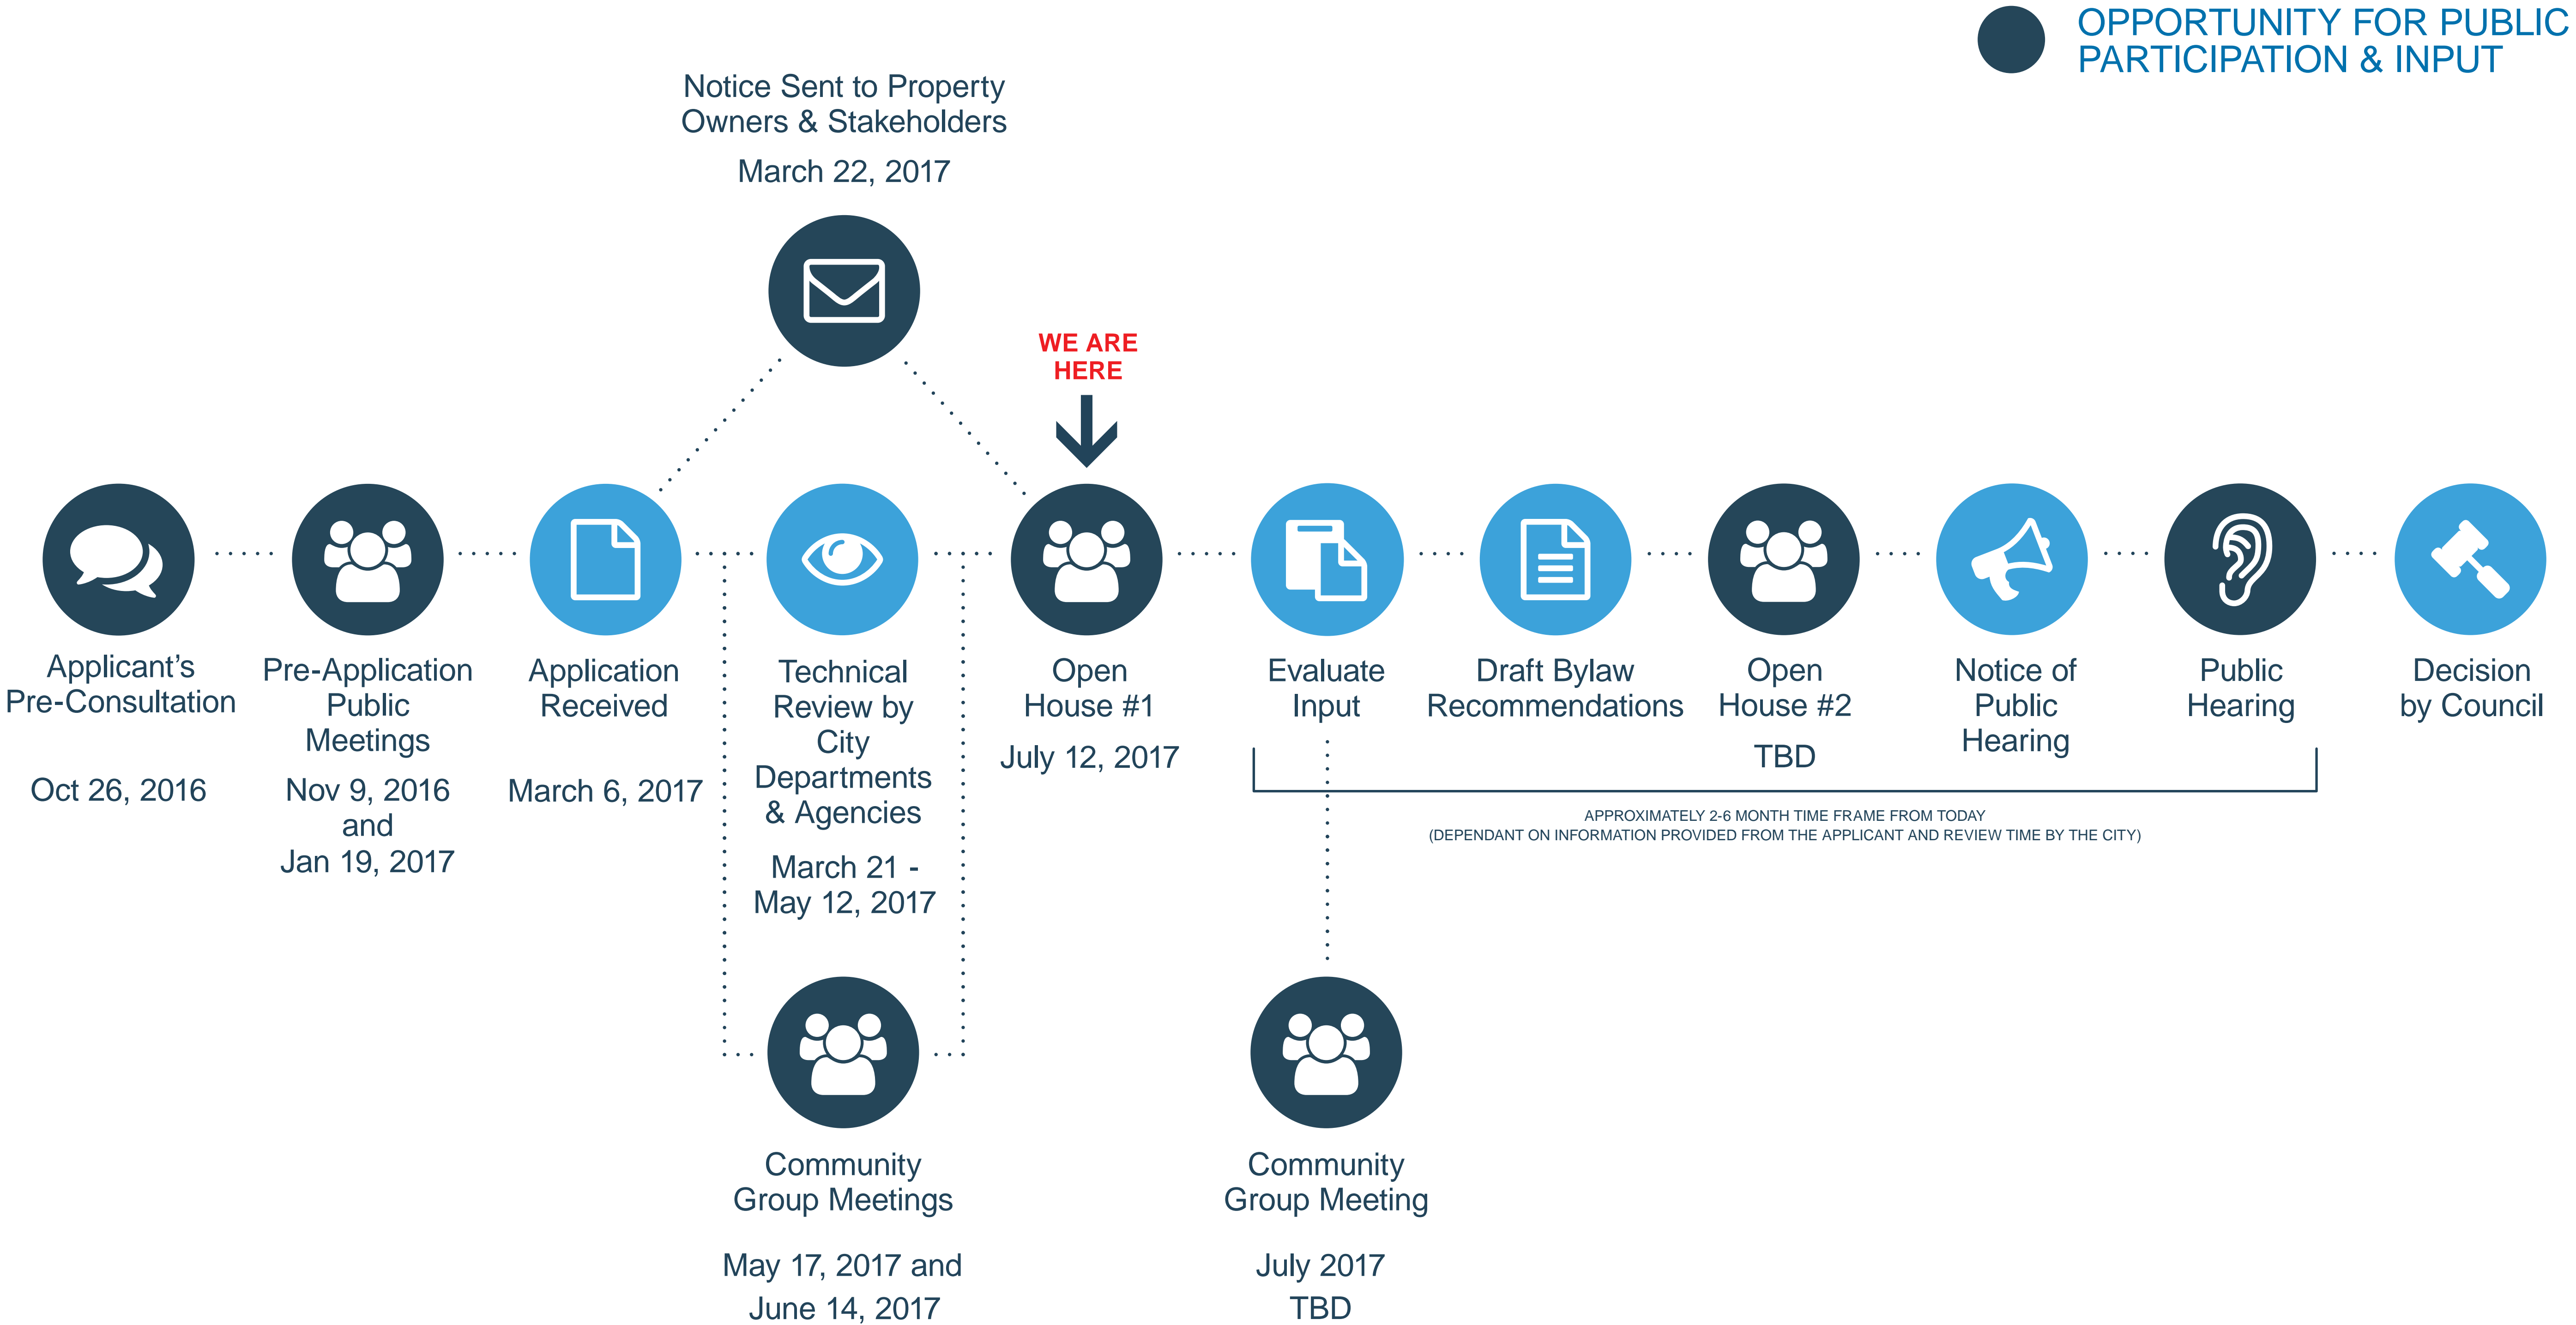 OPPORTUNITY FOR PUBLIC
PARTICIPATION & INPUT
Notice Sent to Property
Owners & Stakeholders
March 22, 2017
WE ARE
HERE
Applicant’s
Pre-Consultation
Oct 26, 2016
Pre-Application
Public
Meetings
Nov 9, 2016
and
Jan 19, 2017
Application
Received
March 6, 2017
Technical
Review by
City
Departments
& Agencies
March 21 -
May 12, 2017
Open
House #1
July 12, 2017
Evaluate
Input
Draft Bylaw
Recommendations
Open
House #2
TBD
Notice of
Public
Hearing
Public
Hearing
Decision
by Council
APPROXIMATELY 2-6 MONTH TIME FRAME FROM TODAY
(DEPENDANT ON INFORMATION PROVIDED FROM THE APPLICANT AND REVIEW TIME BY THE CITY)
Community
Group Meetings
May 17, 2017 and
June 14, 2017
Community
Group Meeting
July 2017
TBD